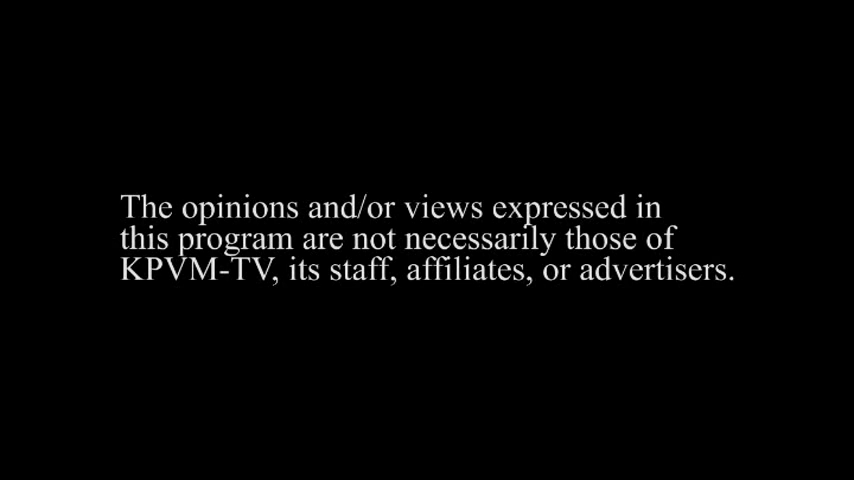 The opinions and/or views expressed in
this program are not necessarily those of
KPVM-TV, its staff, affiliates, or advertisers.